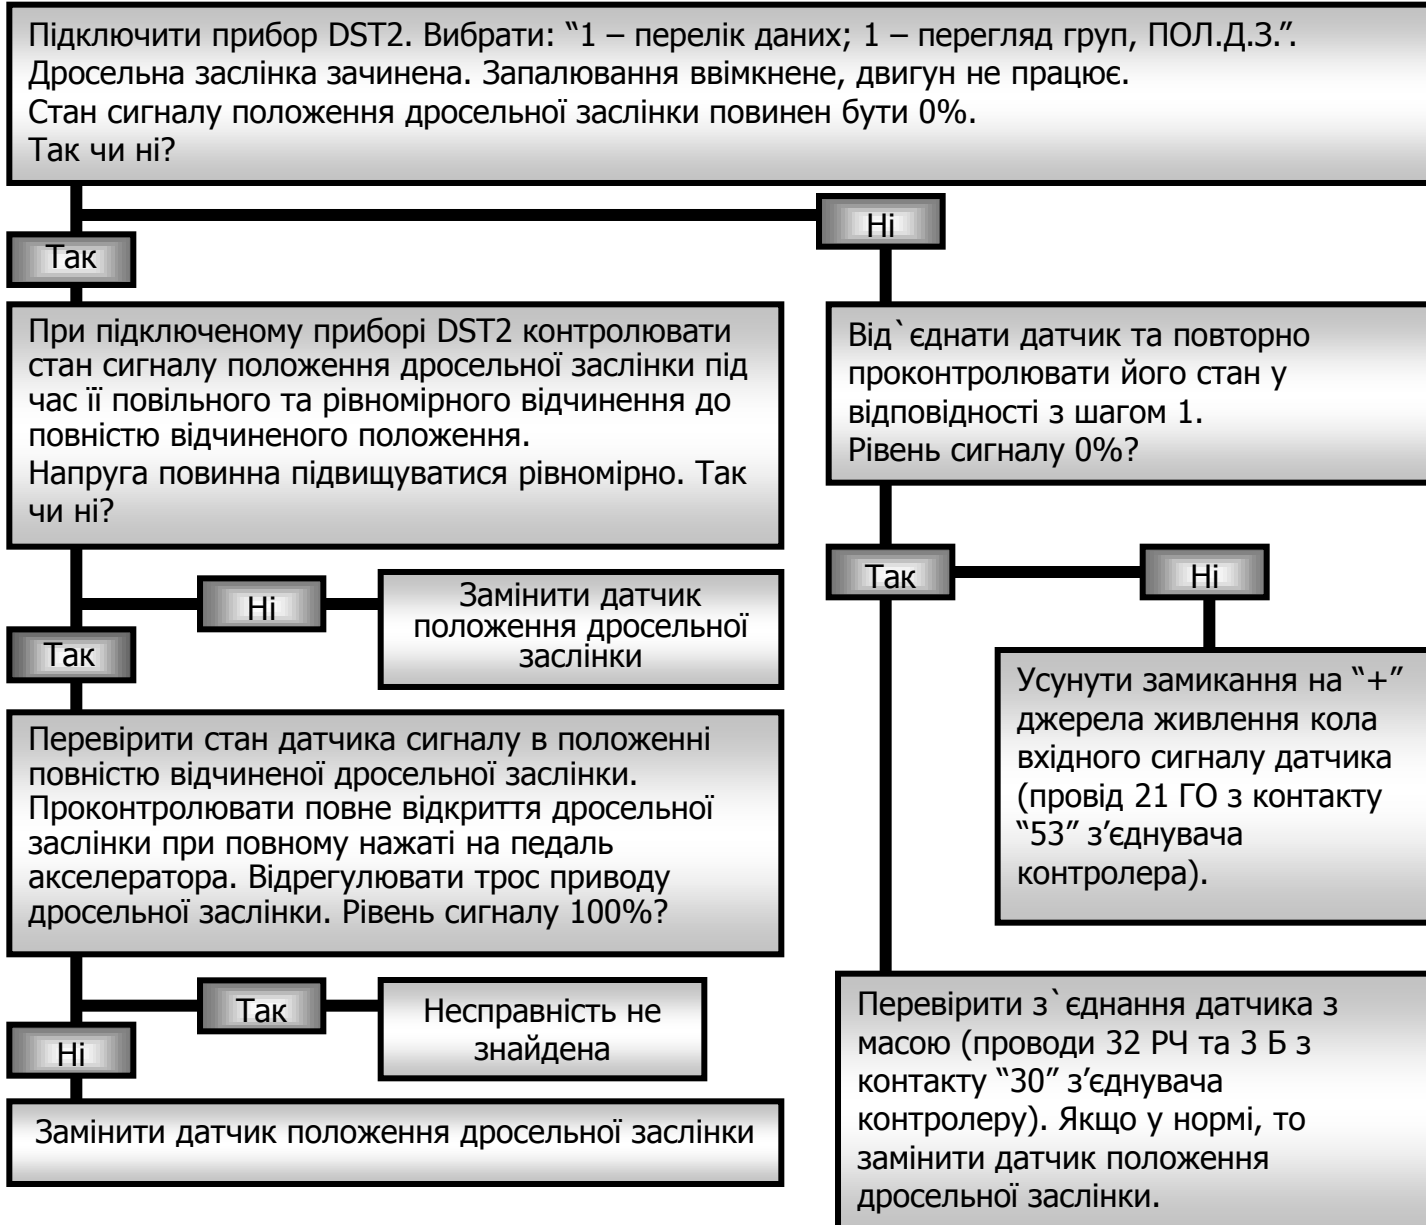 Підключити прибор DST2. Вибрати: “1 – перелік даних; 1 – перегляд груп, ПОЛ.Д.З.”.
Дросельна заслінка зачинена. Запалювання ввімкнене, двигун не працює.
Стан сигналу положення дросельної заслінки повинен бути 0%.
Так чи ні?
Ні
Так
При підключеному приборі DST2 контролювати
стан сигналу положення дросельної заслінки під
час її повільного та рівномірного відчинення до
повністю відчиненого положення.
Напруга повинна підвищуватися рівномірно. Так
чи ні?
Від`єднати датчик та повторно
проконтролювати його стан у
відповідності з шагом 1.
Рівень сигналу 0%?
Так
Ні
Ні
Замінити датчик
положення дросельної
заслінки
Так
Усунути замикання на “+”
джерела живлення кола
вхідного сигналу датчика
(провід 21 ГО з контакту
“53” з’єднувача
контролера).
Перевірити стан датчика сигналу в положенні
повністю відчиненої дросельної заслінки.
Проконтролювати повне відкриття дросельної
заслінки при повному нажаті на педаль
акселератора. Відрегулювати трос приводу
дросельної заслінки. Рівень сигналу 100%?
Так
Несправність не
знайдена
Ні
Замінити датчик положення дросельної заслінки
Перевірити з`єднання датчика з
масою (проводи 32 РЧ та 3 Б з
контакту “30” з’єднувача
контролеру). Якщо у нормі, то
замінити датчик положення
дросельної заслінки.